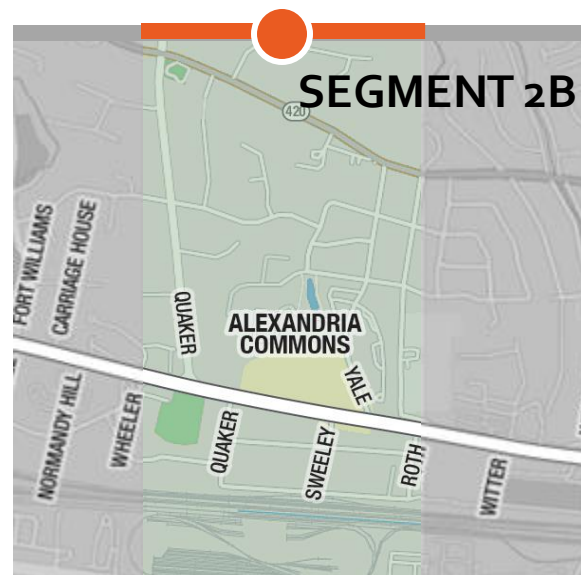 SEGMENT 2B
420
FORT WILLIAMS
CARRIAGE HOUSE
QUAKER
ALEXANDRIA
COMMONS
YALE
NORMANDY HILL
WHEELER
QUAKER
SWEELEY
ROTH
WITTER